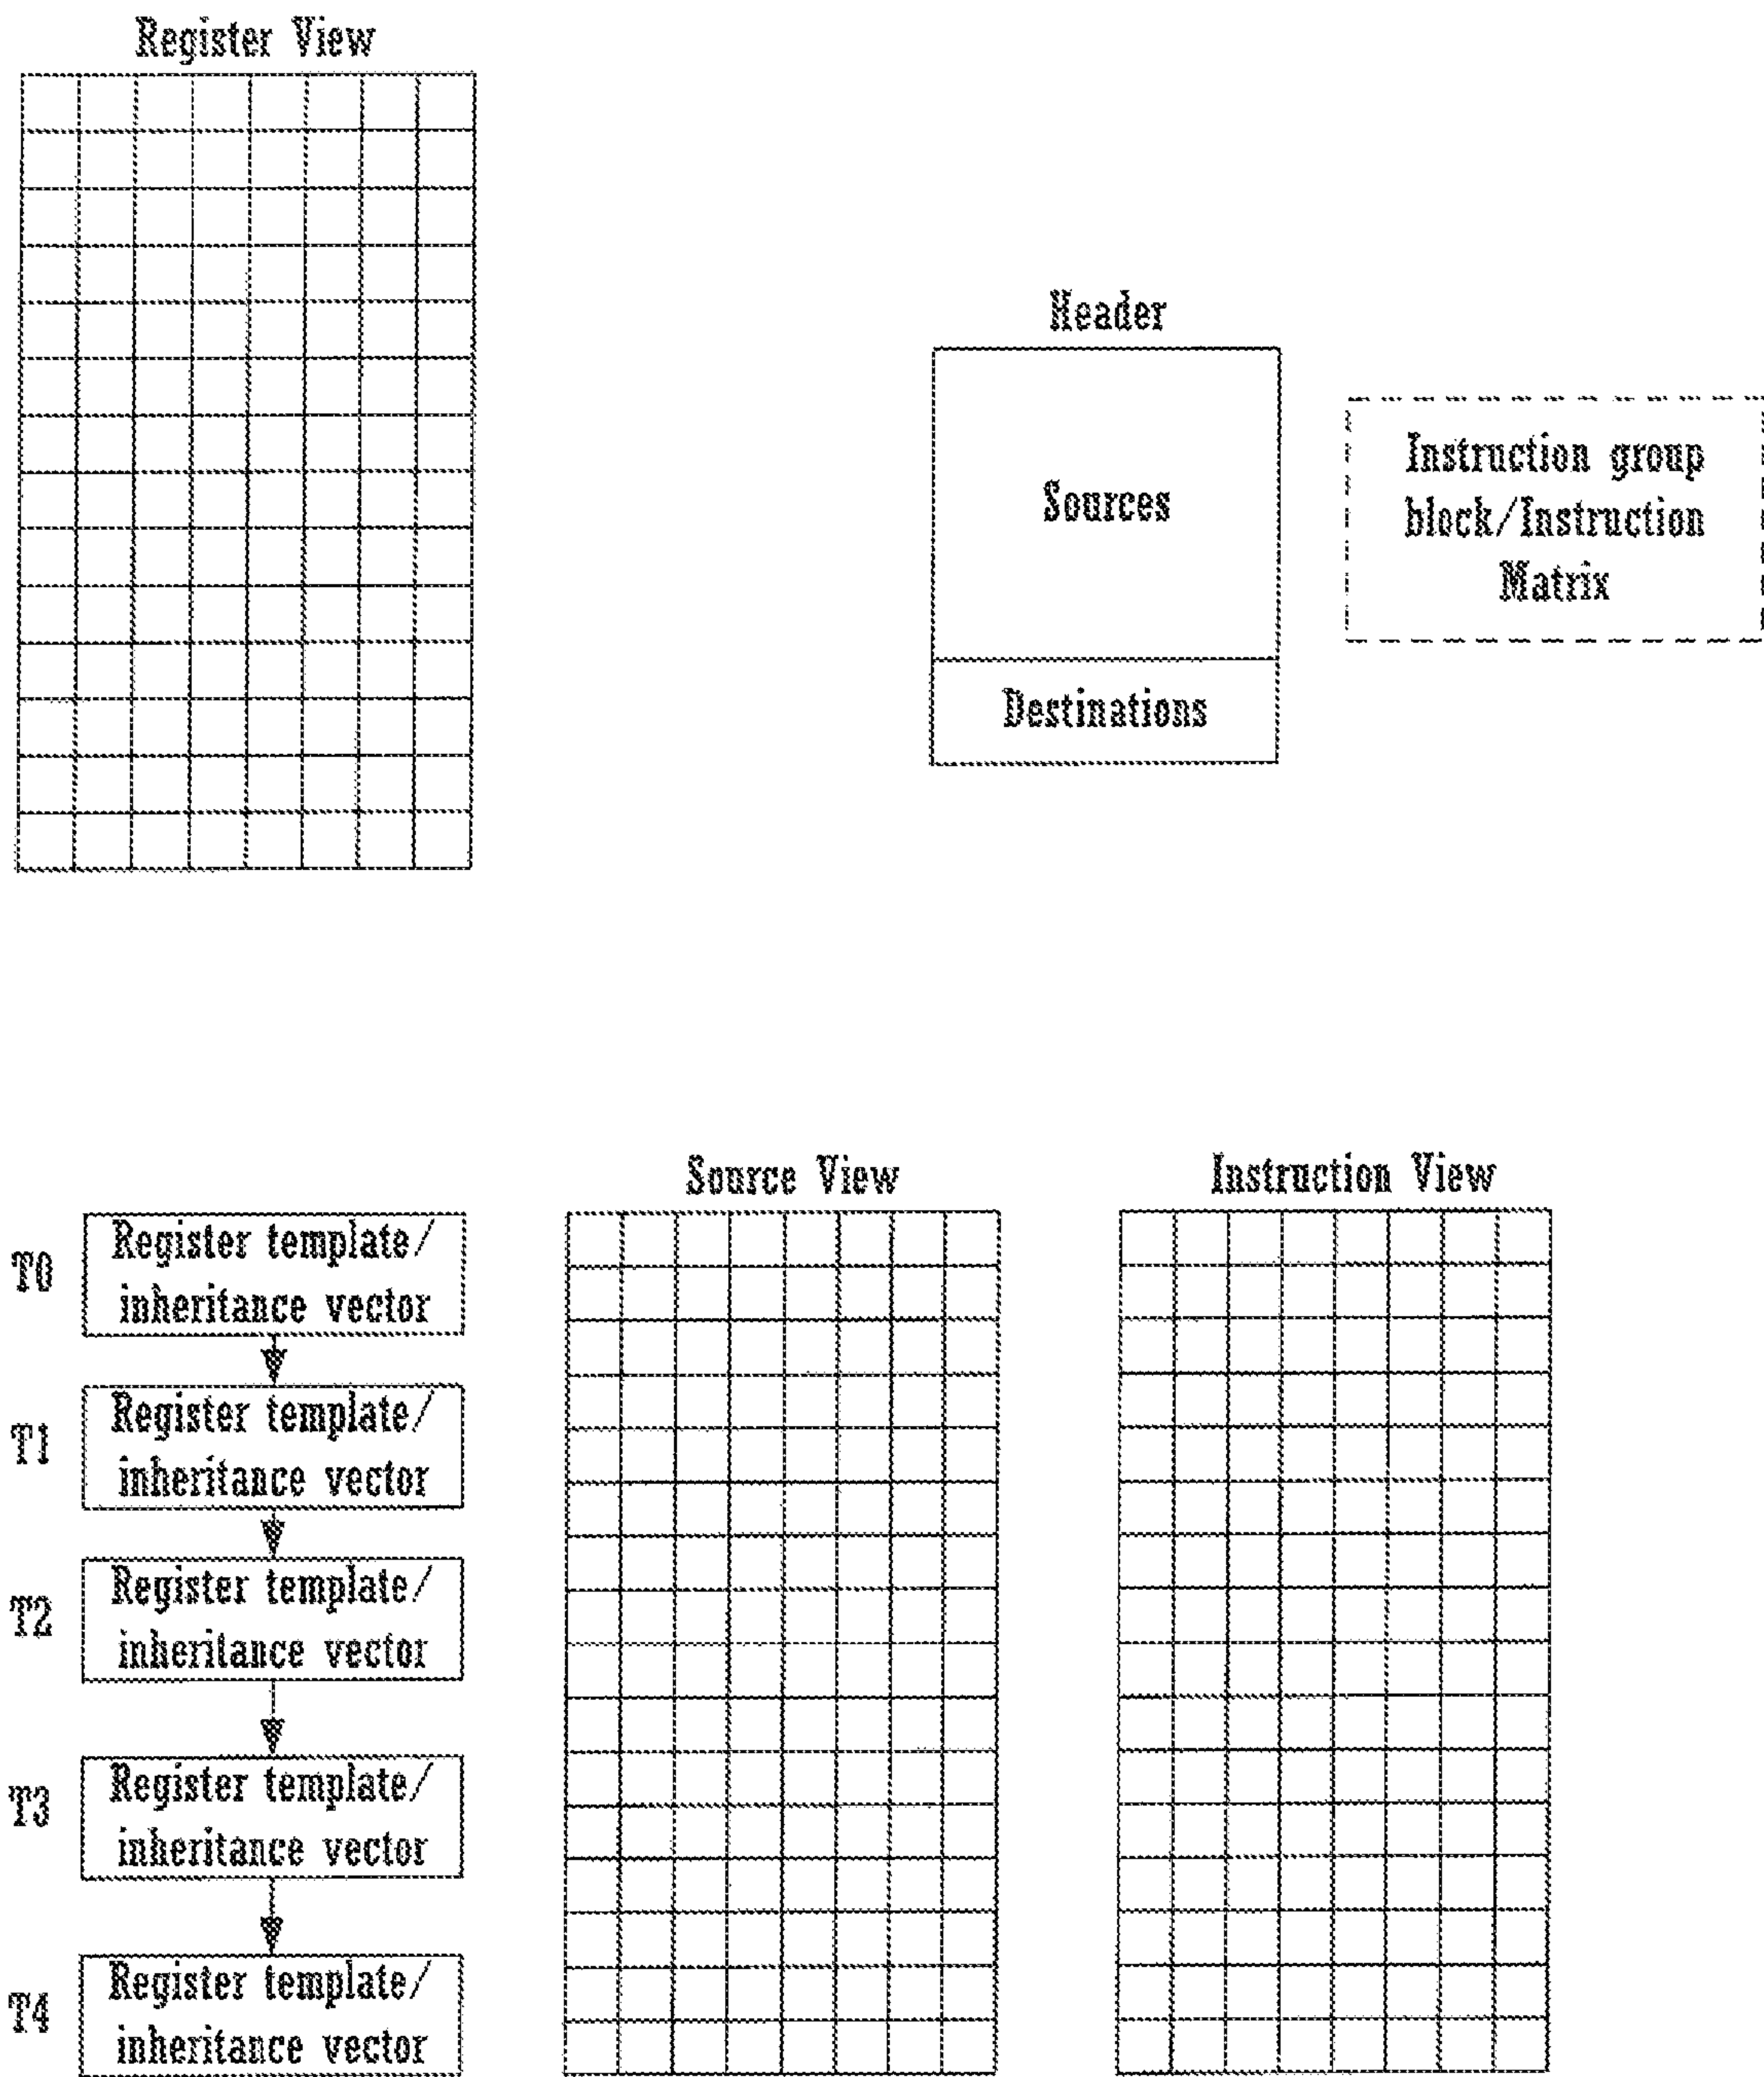 Register View
Header
Sources
Destinations
Instruction group
block/Instruction
Matrix
Source View
Instruction View
T0
Register template/
inheritance vector
T1
Register template/
inheritance vector
T2
Register template/
inheritance vector
T3
Register template/
inheritance vector
T4
Register template/
inheritance vector